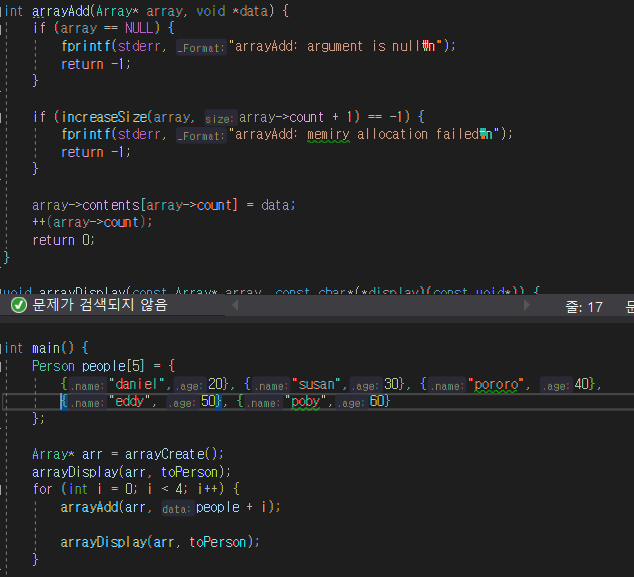 int arrayAdd(Array* array, void *data) {
if (array == NULL) {
fprintf(stderr, _Format: "arrayAdd: argument is null₩n");
return -1;
}
if (increaseSize(array, size: array->count + 1) == -1) {
fprintf(stderr, _Format: "arrayAdd: memiry allocation failed₩n");
return -1;
}
array->contents[array->count] = data;
++(array->count);
return 0;
}
void arrayDisplay(const Array* array, const char*(*display)(const void*)) {
문제가 검색되지 않음 줄: 17 문
int main() {
Person people[5] = {
{.name: "daniel", .age: 20}, {.name: "susan", .age: 30}, {.name: "pororo", .age: 40},
{.name: "eddy", .age: 50}, {.name: "poby", .age: 60}
};
Array* arr = arrayCreate();
arrayDisplay(arr, toPerson);
for (int i = 0; i < 4; i++) {
arrayAdd(arr, data: people + i);
arrayDisplay(arr, toPerson);
}